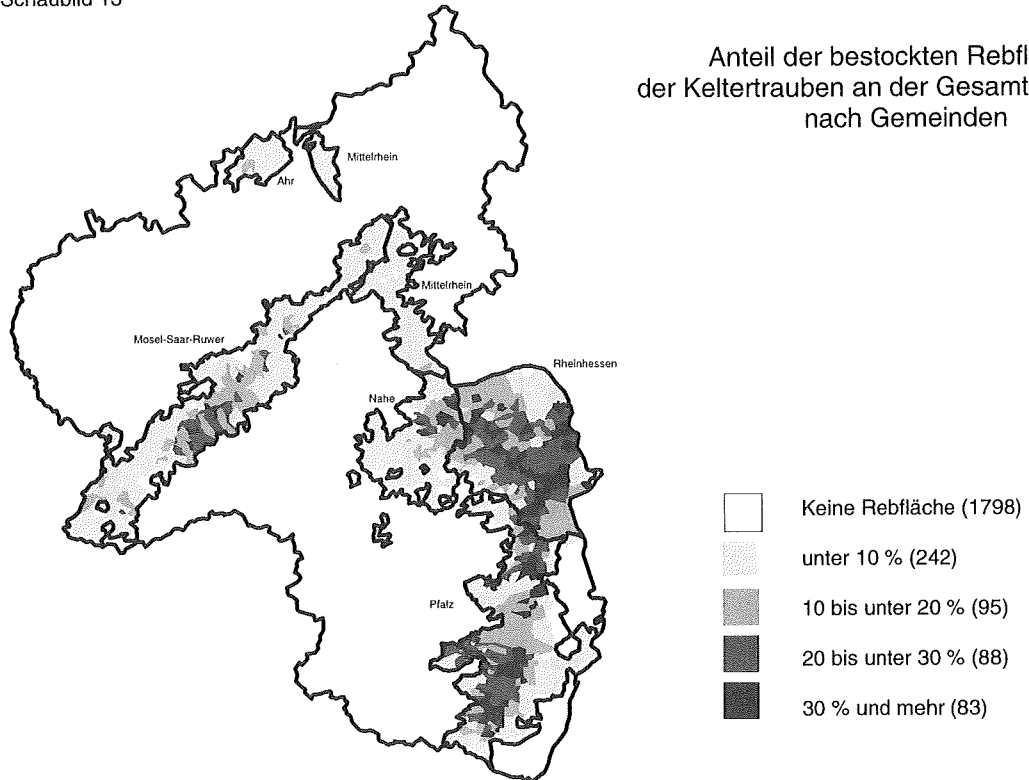 Schaubild 13
Anteil der bestockten Rebfl
der Keltertrauben an der Gesamt
nach Gemeinden
Mittelrhein
Ahr
Mittelrhein
Mosel-Saar-Ruwer
Rheinhessen
Nahe
Pfalz
Keine Rebfläche (1798)
unter 10 % (242)
10 bis unter 20 % (95)
20 bis unter 30 % (88)
30 % und mehr (83)